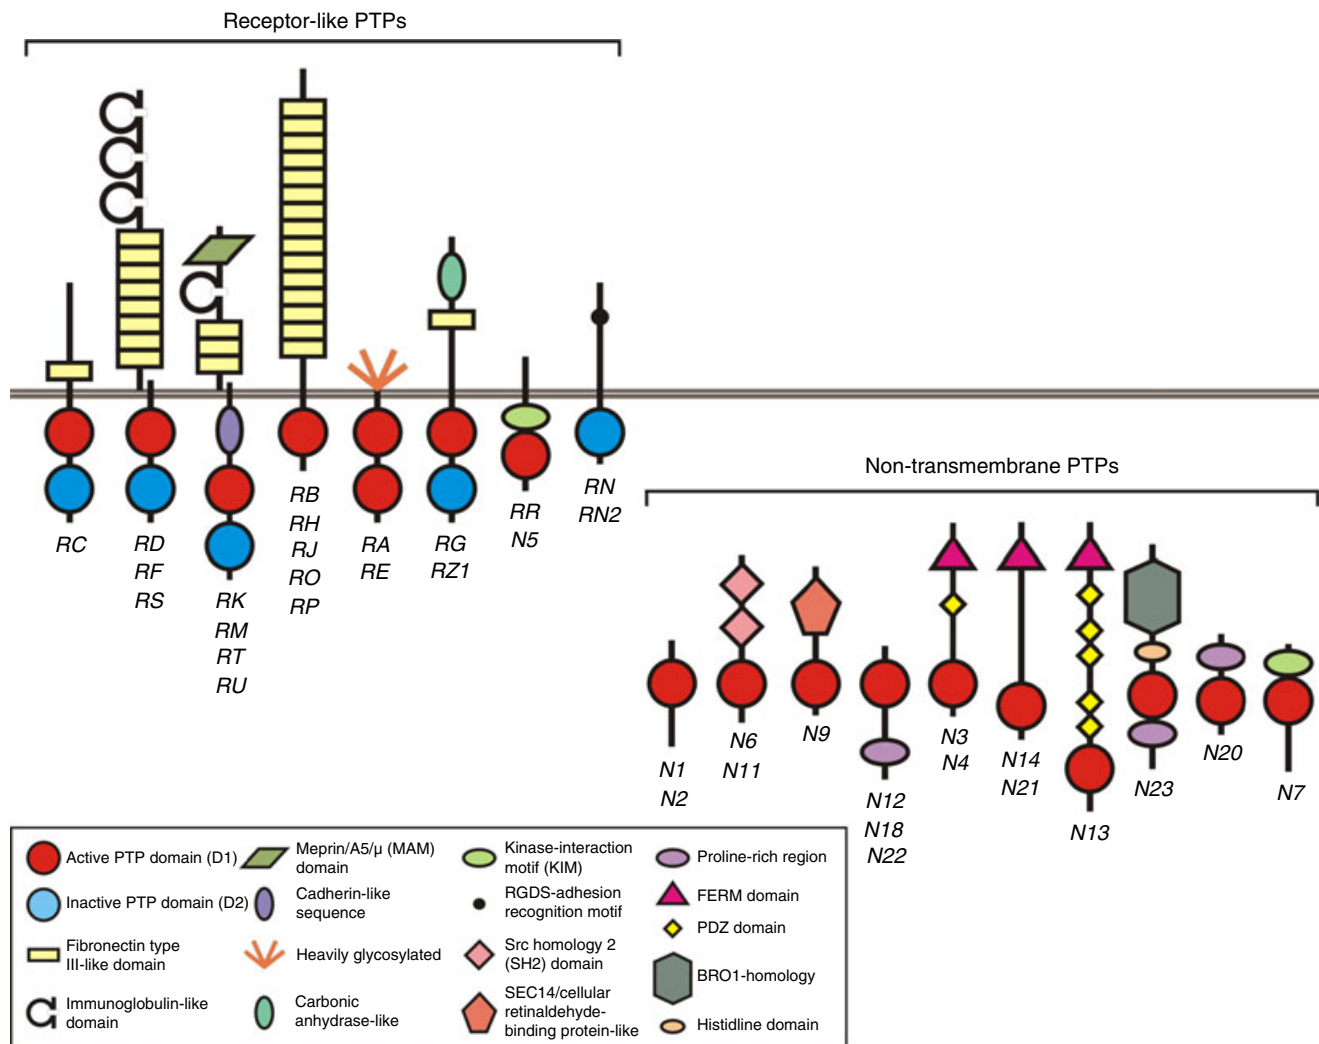 Receptor-like PTPs
RC
RD
RF
RS
RK
RM
RT
RU
RB
RH
RJ
RO
RP
RA
RE
RG
RZ1
RR
N5
RN
RN2
Non-transmembrane PTPs
N1
N2
N6
N11
N9
N12
N18
N22
N3
N4
N14
N21
N13
N23
N20
N7
Active PTP domain (D1)
Inactive PTP domain (D2)
Fibronectin type
III-like domain
Immunoglobulin-like
domain
Meprin/A5/μ (MAM)
domain
Cadherin-like
sequence
Heavily glycosylated
Carbonic
anhydrase-like
Kinase-interaction
motif (KIM)
RGDS-adhesion
recognition motif
Src homology 2
(SH2) domain
SEC14/cellular
retinaldehyde-
binding protein-like
Proline-rich region
FERM domain
PDZ domain
BRO1-homology
Histidline domain